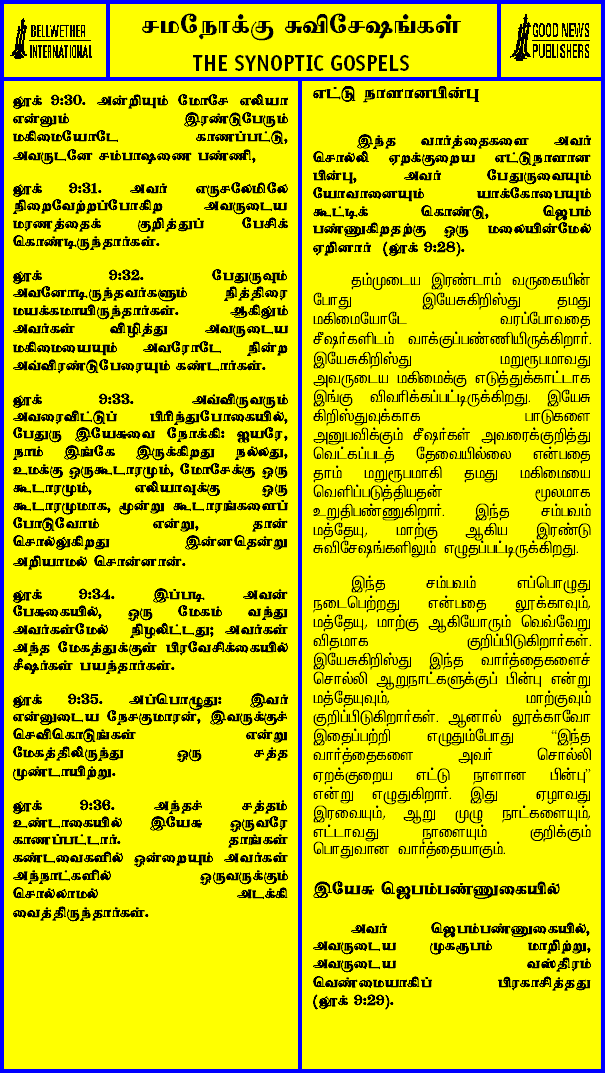 BELLWETHER
INTERNATIONAL
சமநோக்கு சுவிசேஷங்கள்
THE SYNOPTIC GOSPELS
GOOD NEWS
PUBLISHERS
லூக் 9:30. அன்றியும் மோசே எலியா
என்னும் இரண்டுபேரும்
மகிமையோடே காணப்பட்டு,
அவருடனே சம்பாஷணை பண்ணி,
லூக் 9:31. அவர் எருசலேமிலே
நிறைவேற்றப்போகிற அவருடைய
மரணத்தைக் குறித்துப் பேசிக்
கொண்டிருந்தார்கள்.
லூக் 9:32. பேதுருவும்
அவனோடிருந்தவர்களும் நித்திரை
மயக்கமாயிருந்தார்கள். ஆகிலும்
அவர்கள் விழித்து அவருடைய
மகிமையையும் அவரோடே நின்ற
அவ்விரண்டுபேரையும் கண்டார்கள்.
லூக் 9:33. அவ்விருவரும்
அவரைவிட்டுப் பிரிந்துபோகையில்,
பேதுரு இயேசுவை நோக்கி: ஐயரே,
நாம் இங்கே இருக்கிறது நல்லது,
உமக்கு ஒருகூடாரமும், மோசேக்கு ஒரு
கூடாரமும், எலியாவுக்கு ஒரு
கூடாரமுமாக, மூன்று கூடாரங்களைப்
போடுவோம் என்று, தான்
சொல்லுகிறது இன்னதென்று
அறியாமல் சொன்னான்.
லூக் 9:34. இப்படி அவன்
பேசுகையில், ஒரு மேகம் வந்து
அவர்கள்மேல் நிழலிட்டது; அவர்கள்
அந்த மேகத்துக்குள் பிரவேசிக்கையில்
சீஷர்கள் பயந்தார்கள்.
லூக் 9:35. அப்பொழுது: இவர்
என்னுடைய நேசகுமாரன், இவருக்குச்
செவிகொடுங்கள் என்று
மேகத்திலிருந்து ஒரு சத்த
முண்டாயிற்று.
லூக் 9:36. அந்தச் சத்தம்
உண்டாகையில் இயேசு ஒருவரே
காணப்பட்டார். தாங்கள்
கண்டவைகளில் ஒன்றையும் அவர்கள்
அந்நாட்களில் ஒருவருக்கும்
சொல்லாமல் அடக்கி
வைத்திருந்தார்கள்.
எட்டு நாளானபின்பு
இந்த வார்த்தைகளை அவர்
சொல்லி ஏறக்குறைய எட்டுநாளான
பின்பு, அவர் பேதுருவையும்
யோவானையும் யாக்கோபையும்
கூட்டிக் கொண்டு, ஜெபம்
பண்ணுகிறதற்கு ஒரு மலையின்மேல்
ஏறினார் (லூக் 9:28).
தம்முடைய இரண்டாம் வருகையின்
போது இயேசுகிறிஸ்து தமது
மகிமையோடே வரப்போவதை
சீஷர்களிடம் வாக்குப்பண்ணியிருக்கிறார்.
இயேசுகிறிஸ்து மறுரூபமாவது
அவருடைய மகிமைக்கு எடுத்துக்காட்டாக
இங்கு விவரிக்கப்பட்டிருக்கிறது. இயேசு
கிறிஸ்துவுக்காக பாடுகளை
அனுபவிக்கும் சீஷர்கள் அவரைக்குறித்து
வெட்கப்படத் தேவையில்லை என்பதை
தாம் மறுரூபமாகி தமது மகிமையை
வெளிப்படுத்தியதன் மூலமாக
உறுதிபண்ணுகிறார். இந்த சம்பவம்
மத்தேயு, மாற்கு ஆகிய இரண்டு
சுவிசேஷங்களிலும் எழுதப்பட்டிருக்கிறது.
இந்த சம்பவம் எப்பொழுது
நடைபெற்றது என்பதை லூக்காவும்,
மத்தேயு, மாற்கு ஆகியோரும் வெவ்வேறு
விதமாக குறிப்பிடுகிறார்கள்.
இயேசுகிறிஸ்து இந்த வார்த்தைகளைச்
சொல்லி ஆறுநாட்களுக்குப் பின்பு என்று
மத்தேயுவும், மாற்குவும்
குறிப்பிடுகிறார்கள். ஆனால் லூக்காவோ
இதைப்பற்றி எழுதும்போது “இந்த
வார்த்தைகளை அவர் சொல்லி
ஏறக்குறைய எட்டு நாளான பின்பு”
என்று எழுதுகிறார். இது ஏழாவது
இரவையும், ஆறு முழு நாட்களையும்,
எட்டாவது நாளையும் குறிக்கும்
பொதுவான வார்த்தையாகும்.
இயேசு ஜெபம்பண்ணுகையில்
அவர் ஜெபம்பண்ணுகையில்,
அவருடைய முகரூபம் மாறிற்று,
அவருடைய வஸ்திரம்
வெண்மையாகிப் பிரகாசித்தது
(லூக் 9:29).